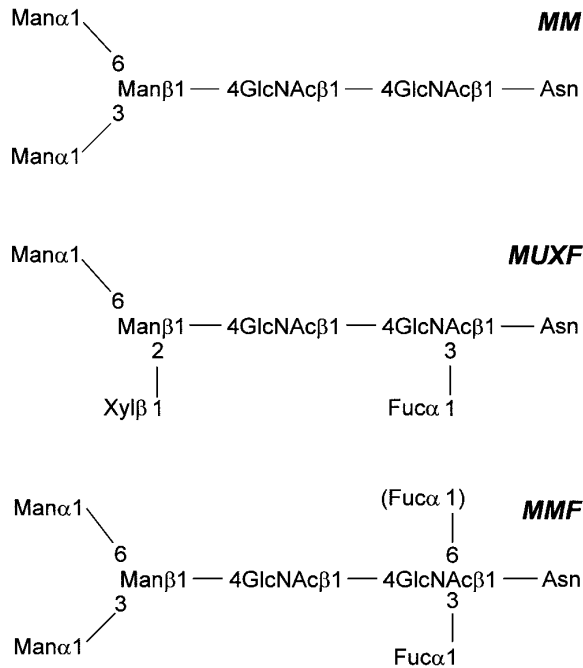 Manα1 MM
6
Manβ1 — 4GlcNAcβ1 — 4GlcNAcβ1 — Asn
3
Manα1
Manα1 MUXF
6
Manβ1 — 4GlcNAcβ1 — 4GlcNAcβ1 — Asn
2 3
Xylβ 1 Fucα 1
Manα1 (Fucα 1) MMF
6 6
Manβ1 — 4GlcNAcβ1 — 4GlcNAcβ1 — Asn
3 3
Manα1 Fucα1